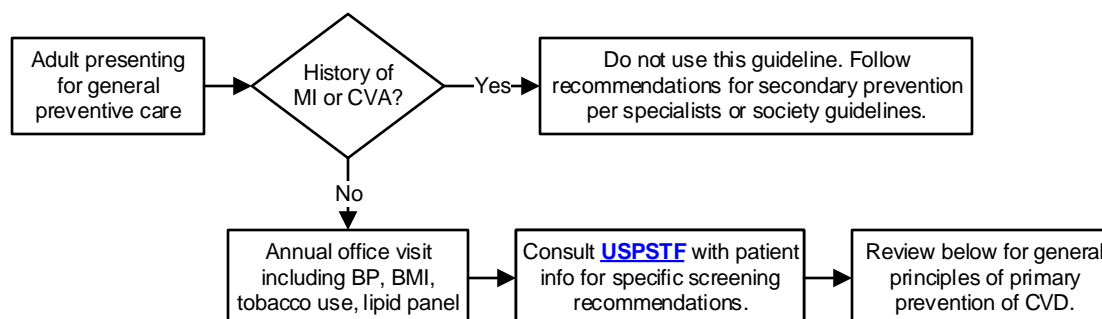 Adult presenting
for general
preventive care
History of
MI or CVA?
Yes
Do not use this guideline. Follow
recommendations for secondary prevention
per specialists or society guidelines.
No
Annual office visit
including BP, BMI,
tobacco use, lipid panel
Consult USPSTF with patient
info for specific screening
recommendations.
Review below for general
principles of primary
prevention of CVD.